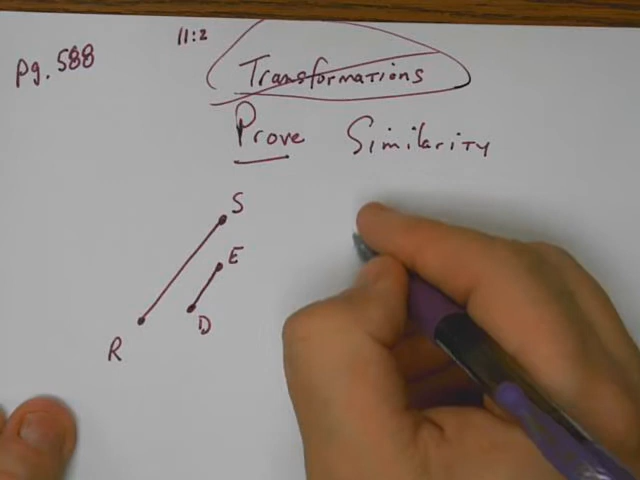 pg. 588
11:2
Transformations
Prove Similarity
S
E
D
R